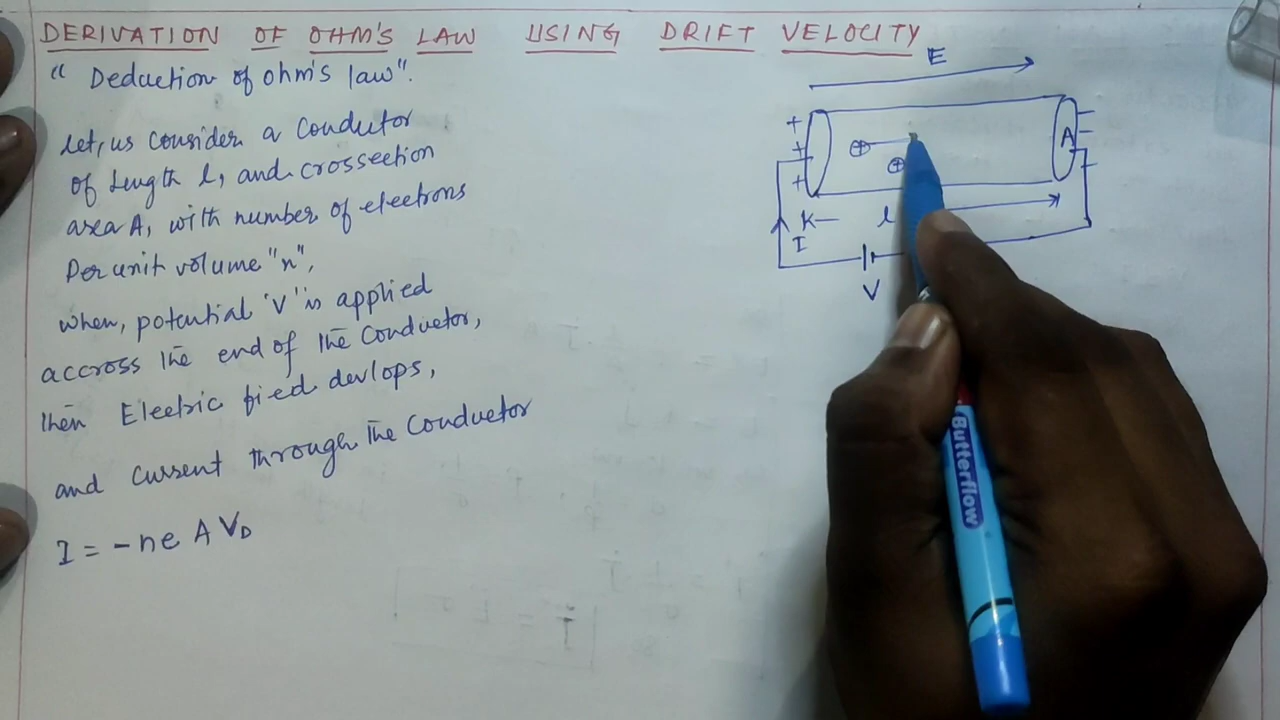 DERIVATION OF OHM'S LAW USING DRIFT VELOCITY
" Deduction of ohm's law".
let, us consider a Condutor
of Length l, and crossection
area A, with number of electrons
Per unit volume "n",
when, potential 'V' is applied
accross the end of the Conductor,
then Electric fied devlops,
and current through the Conductor
I = - ne A VD
E
+
+
+
A
l
I
V
Butterflow